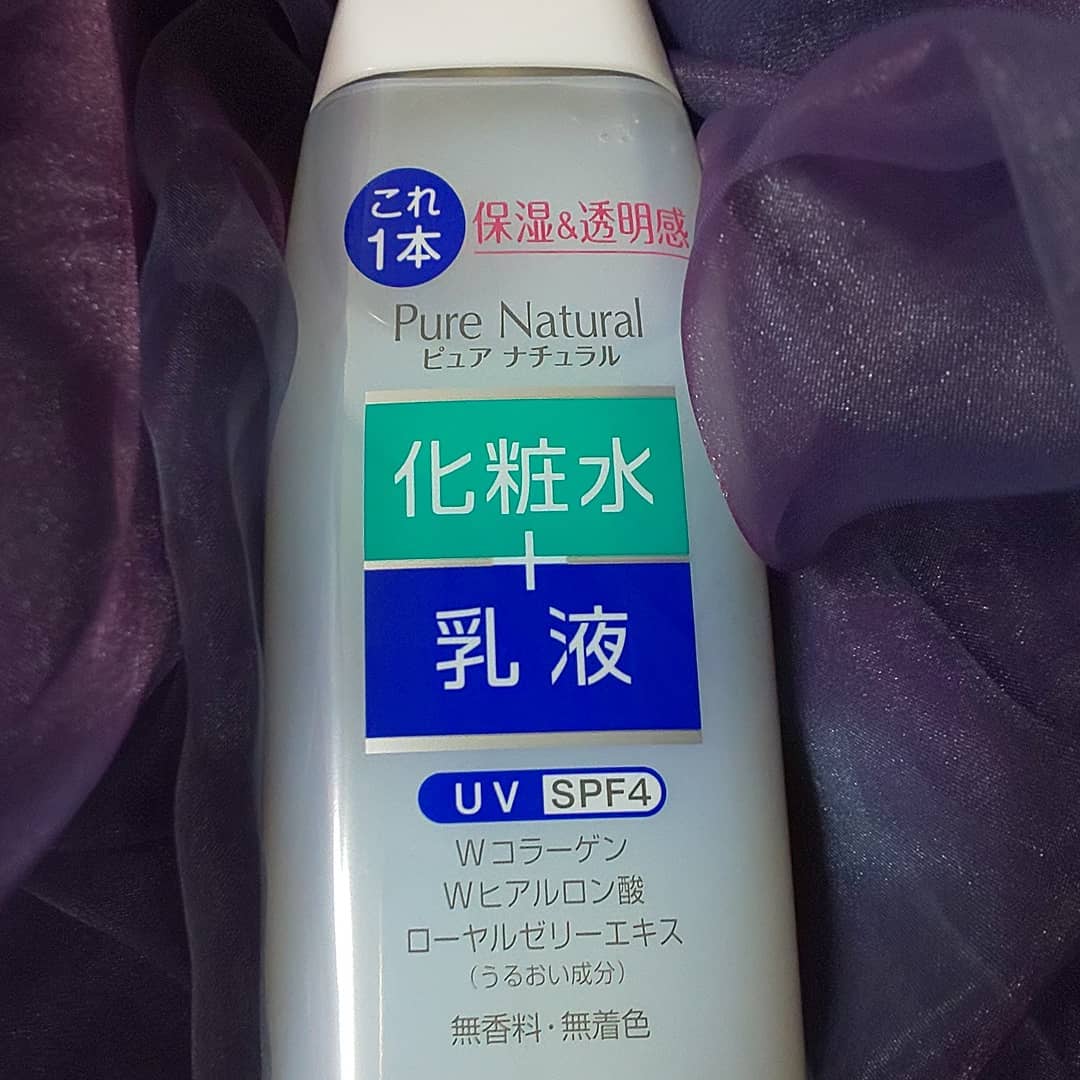 これ
1本
保湿&透明感
Pure Natural
ピュア ナチュラル
化粧水
+
乳液
UV SPF4
Wコラーゲン
Wヒアルロン酸
ローヤルゼリーエキス
(うるおい成分)
無香料・無着色